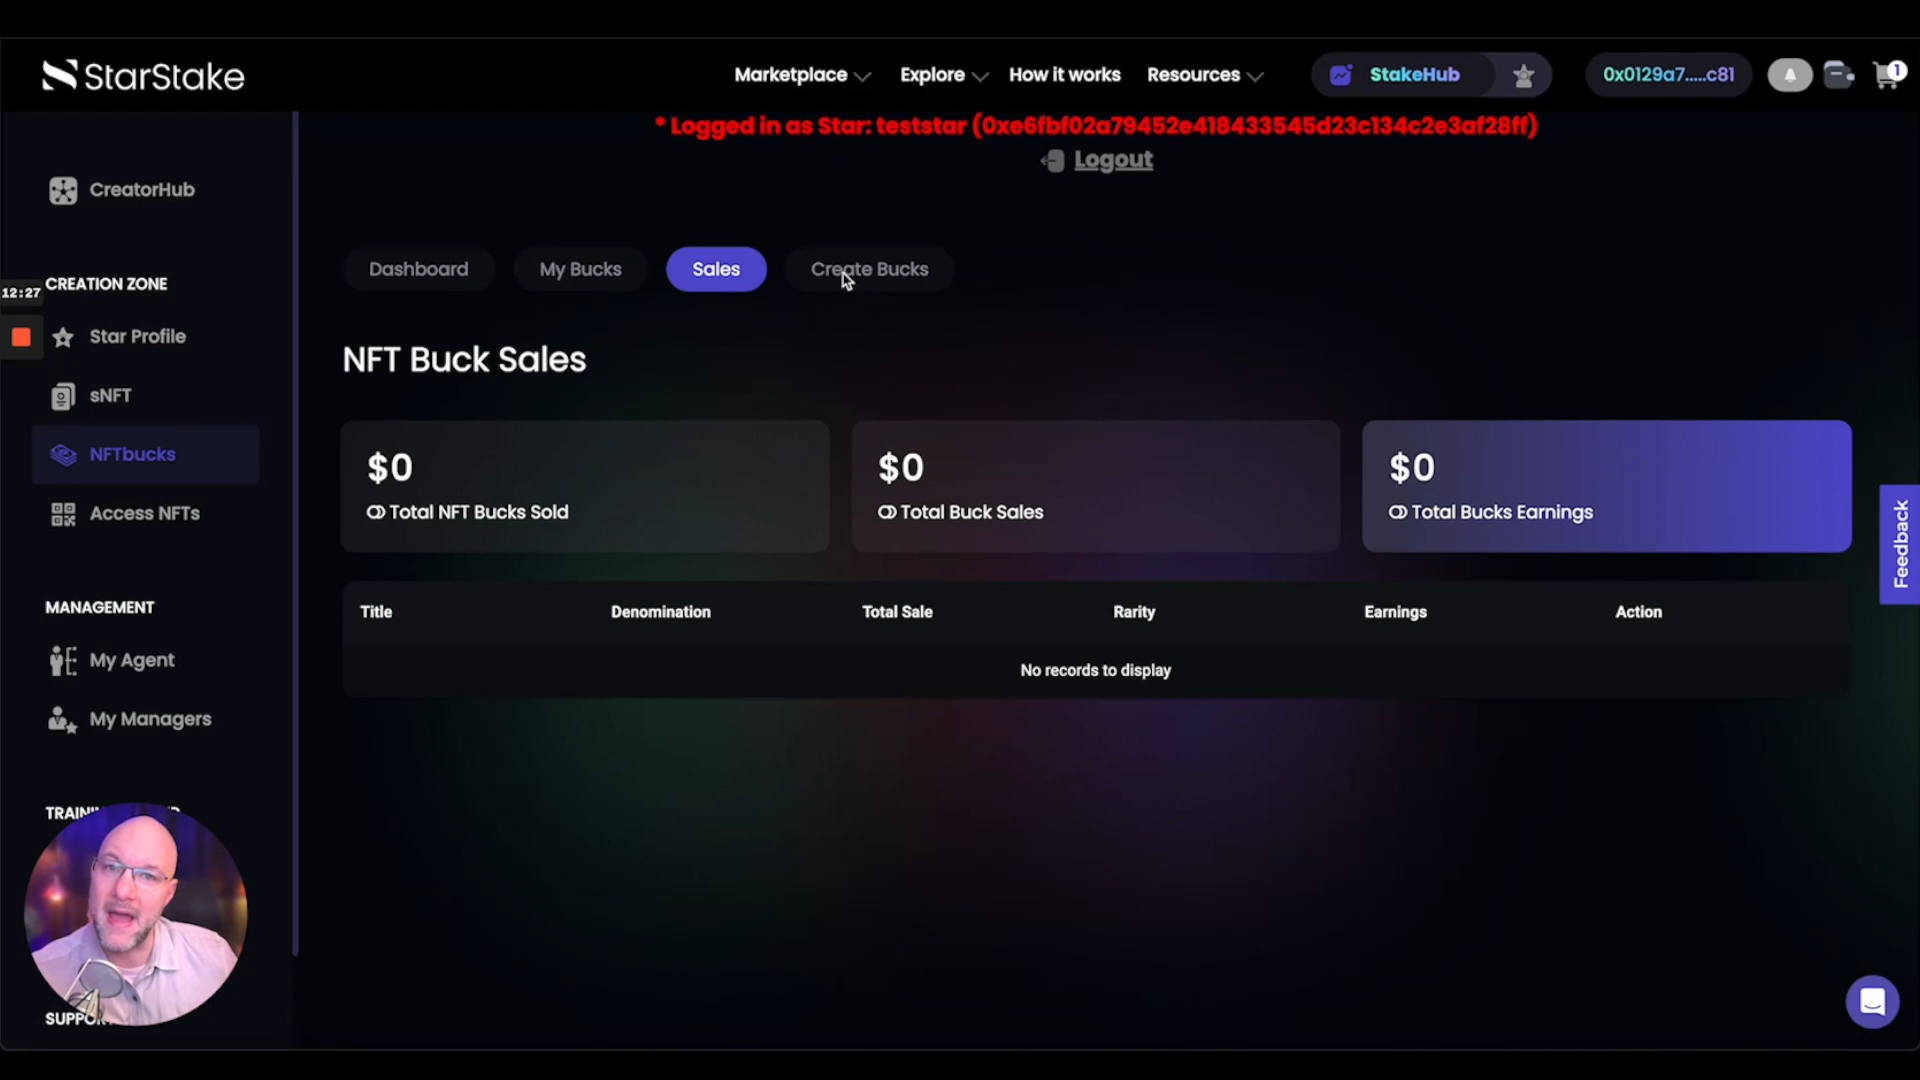 StarStake
Marketplace
Explore
How it works
Resources
StakeHub
0x0129a7.....c81
1
* Logged in as Star: teststar (0xe6fbf02a79452e418433545d23c134c2e3af28ff)
Logout
CreatorHub
CREATION ZONE
12:27
Star Profile
sNFT
NFTbucks
Access NFTs
MANAGEMENT
My Agent
My Managers
SUPPOR
Dashboard
My Bucks
Sales
Create Bucks
NFT Buck Sales
$0
Total NFT Bucks Sold
$0
Total Buck Sales
$0
Total Bucks Earnings
Title
Denomination
Total Sale
Rarity
Earnings
Action
No records to display
Feedback